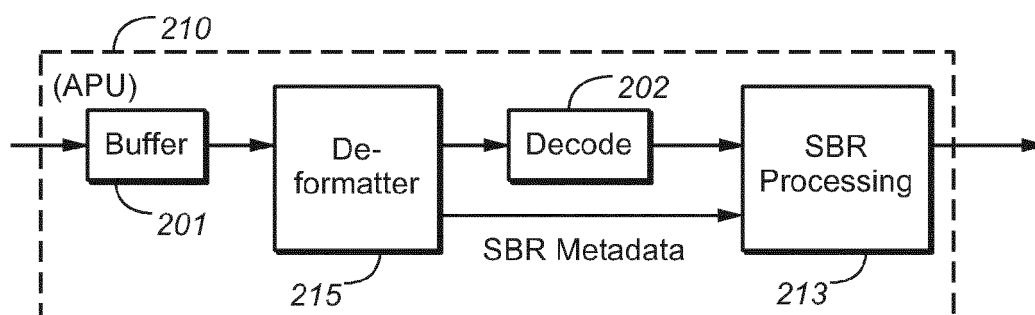 210
(APU)
202
Buffer
De-
formatter
Decode
SBR
Processing
201
SBR Metadata
215
213